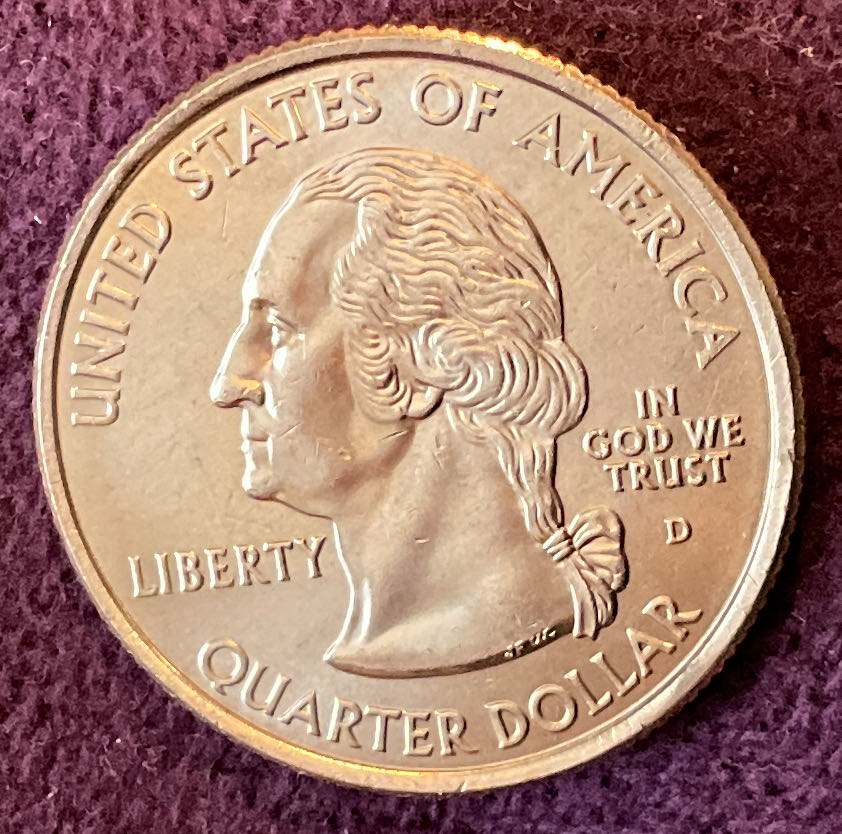 UNITED STATES OF AMERICA
IN
GOD WE
TRUST
D
LIBERTY
QUARTER DOLLAR